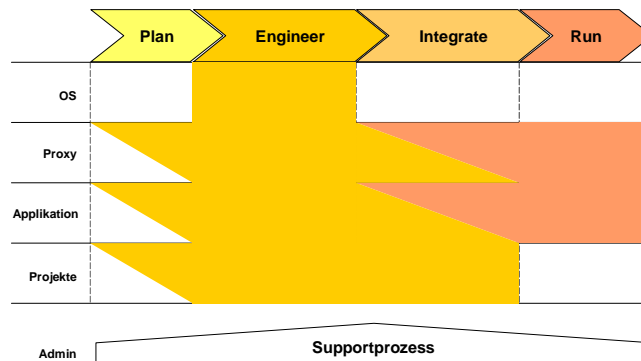 Plan
Engineer
Integrate
Run
OS
Proxy
Applikation
Projekte
Admin
Supportprozess